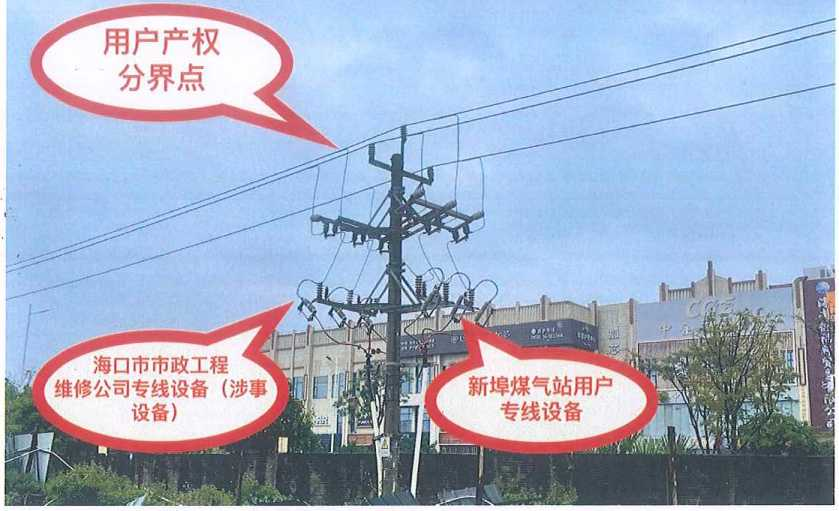 用户产权
分界点
海口市市政工程
维修公司专线设备（涉事
设备）
新埠煤气站用户
专线设备